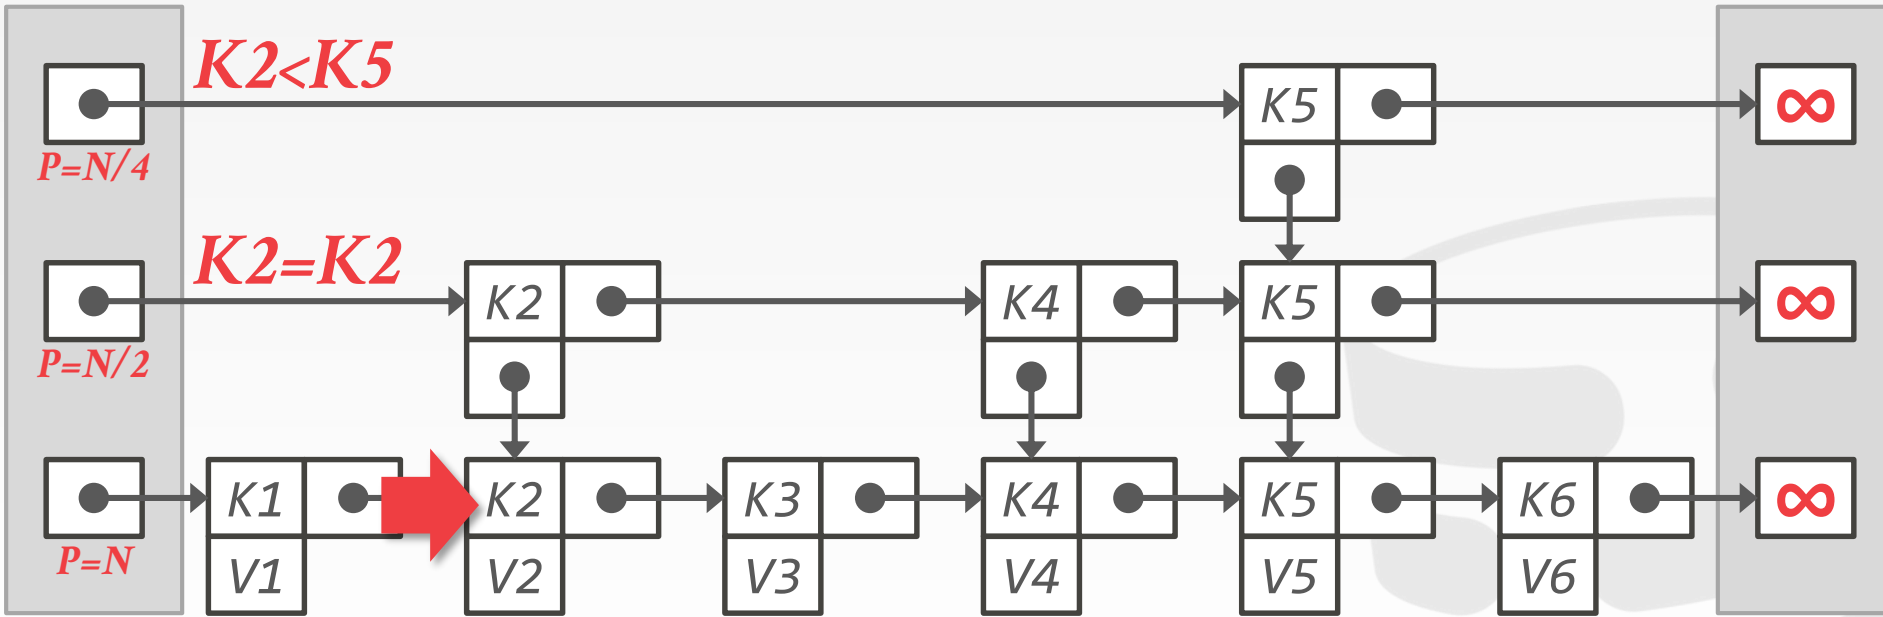 K2<K5
K5 ∞
P=N/4
K2=K2
K2 K4 K5 ∞
P=N/2
K1 K2 K3 K4 K5 K6 ∞
P=N
V1 V2 V3 V4 V5 V6